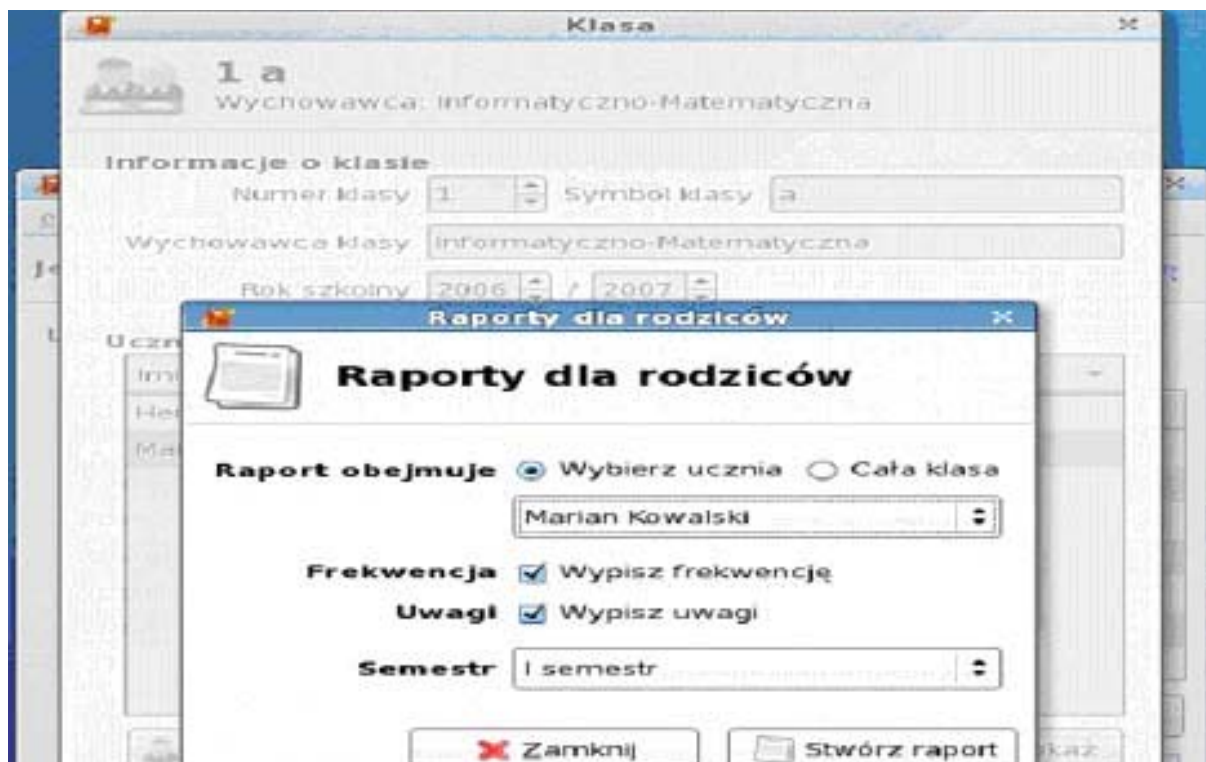 Klasa
1 a
Wychowawca: Informatyczno-Matematyczna
Informacje o klasie
Numer klasy 1 Symbol klasy a
Wychowawca klasy Informatyczno-Matematyczna
Rok szkolny 2006 / 2007
Raporty dla rodziców
Raporty dla rodziców
Raport obejmuje Wybierz ucznia Cała klasa
Marian Kowalski
Frekwencja Wypisz frekwencję
Uwagi Wypisz uwagi
Semestr I semestr
Zamknij Stwórz raport